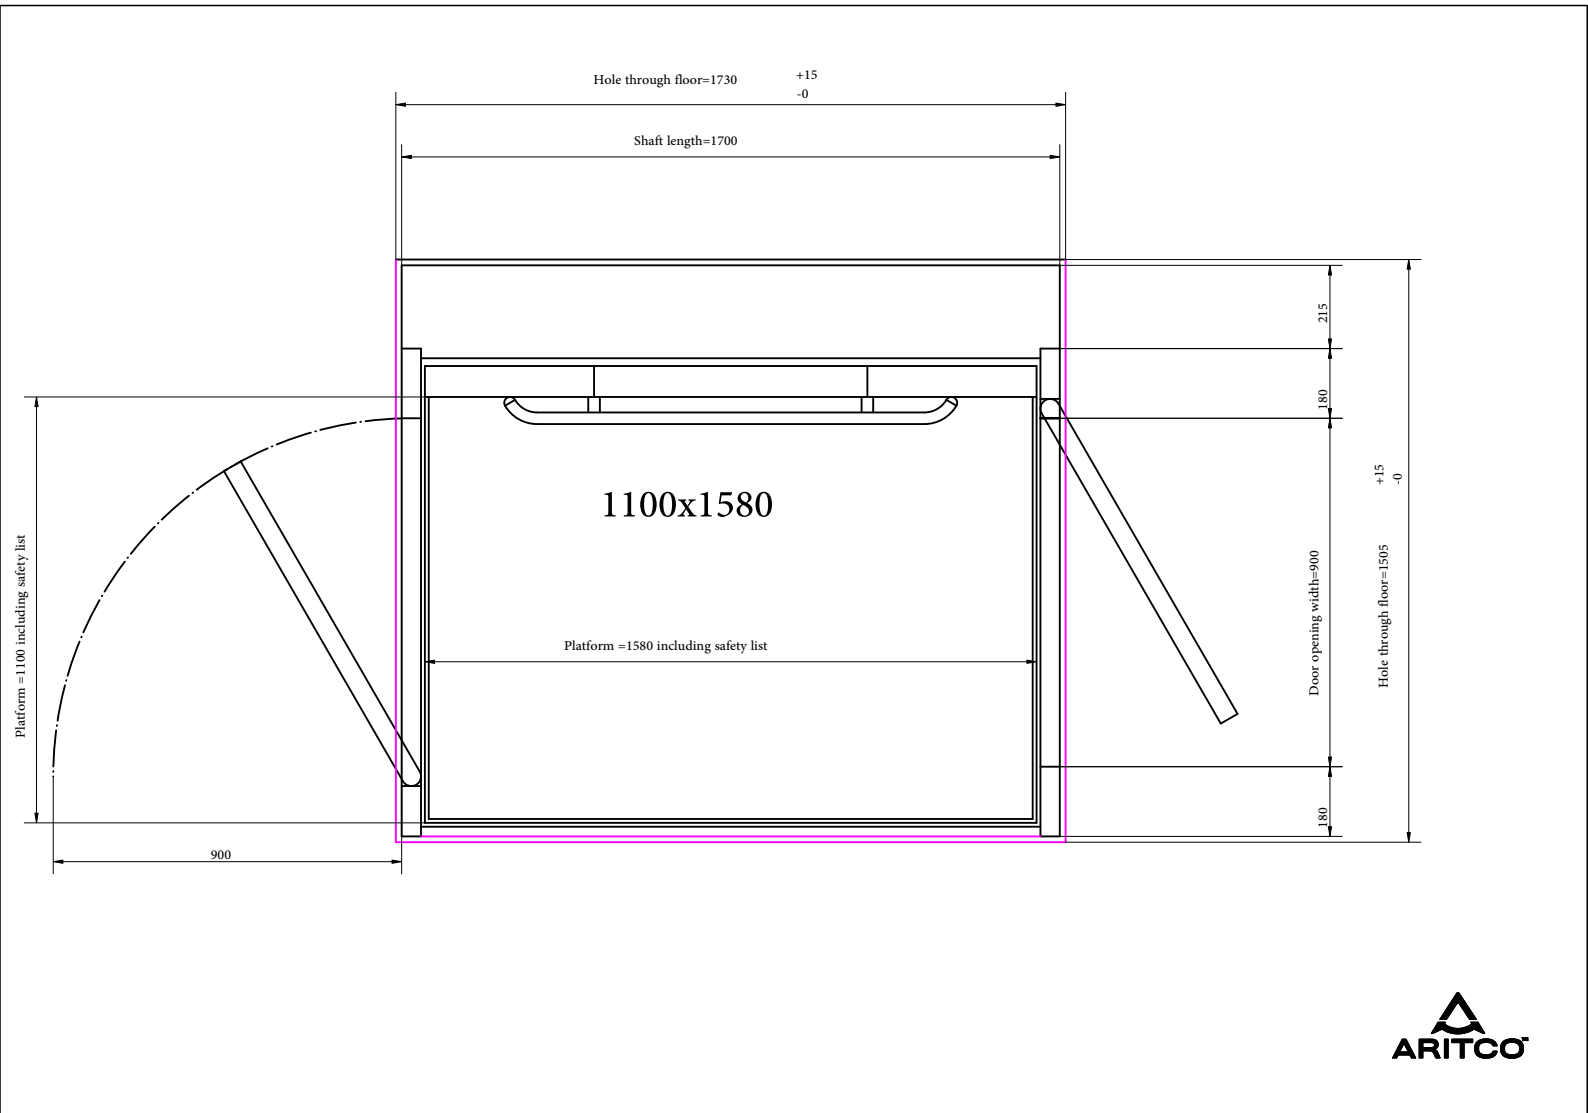 Hole through floor=1730
+15
-0
Shaft length=1700
215
180
+15
-0
1100x1580
Platform =1100 including safety list
Door opening width=900
Hole through floor=1505
Platform =1580 including safety list
180
900
ARITCO